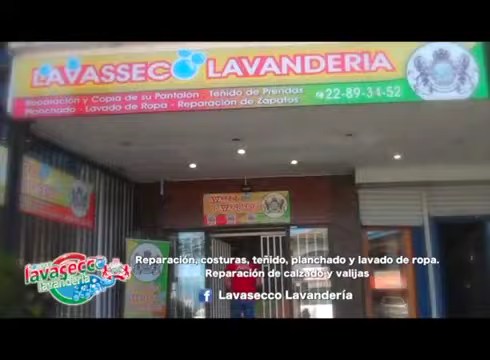 LAVASSECO LAVANDERIA
Reparación y Copsa de su Pantalón - Teñido de Prendas
Planchado - Lavado de Ropa - Reparación de Zapatos
22-89-34-52
Reparación, costuras, teñido, planchado y lavado de ropa.
Reparación de calzado y valijas
lavasecco
lavandería
Lavasecco Lavandería